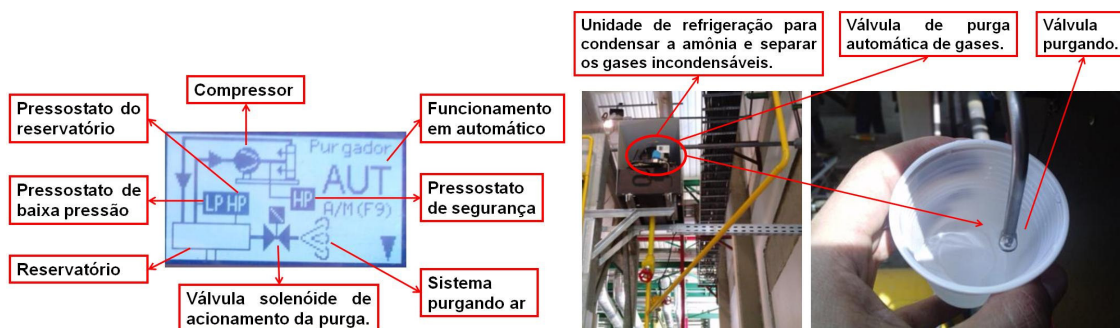 Unidade de refrigeração para
condensar a amônia e separar
os gases incondensáveis.
Válvula de purga
automática de gases.
Válvula
purgando.
Compressor
Pressostato do
reservatório
Funcionamento
em automático
Purgador
AUT
LP HP
HP
A/M (F9)
Pressostato de
baixa pressão
Pressostato
de segurança
Reservatório
Válvula solenóide de
acionamento da purga.
Sistema
purgando ar